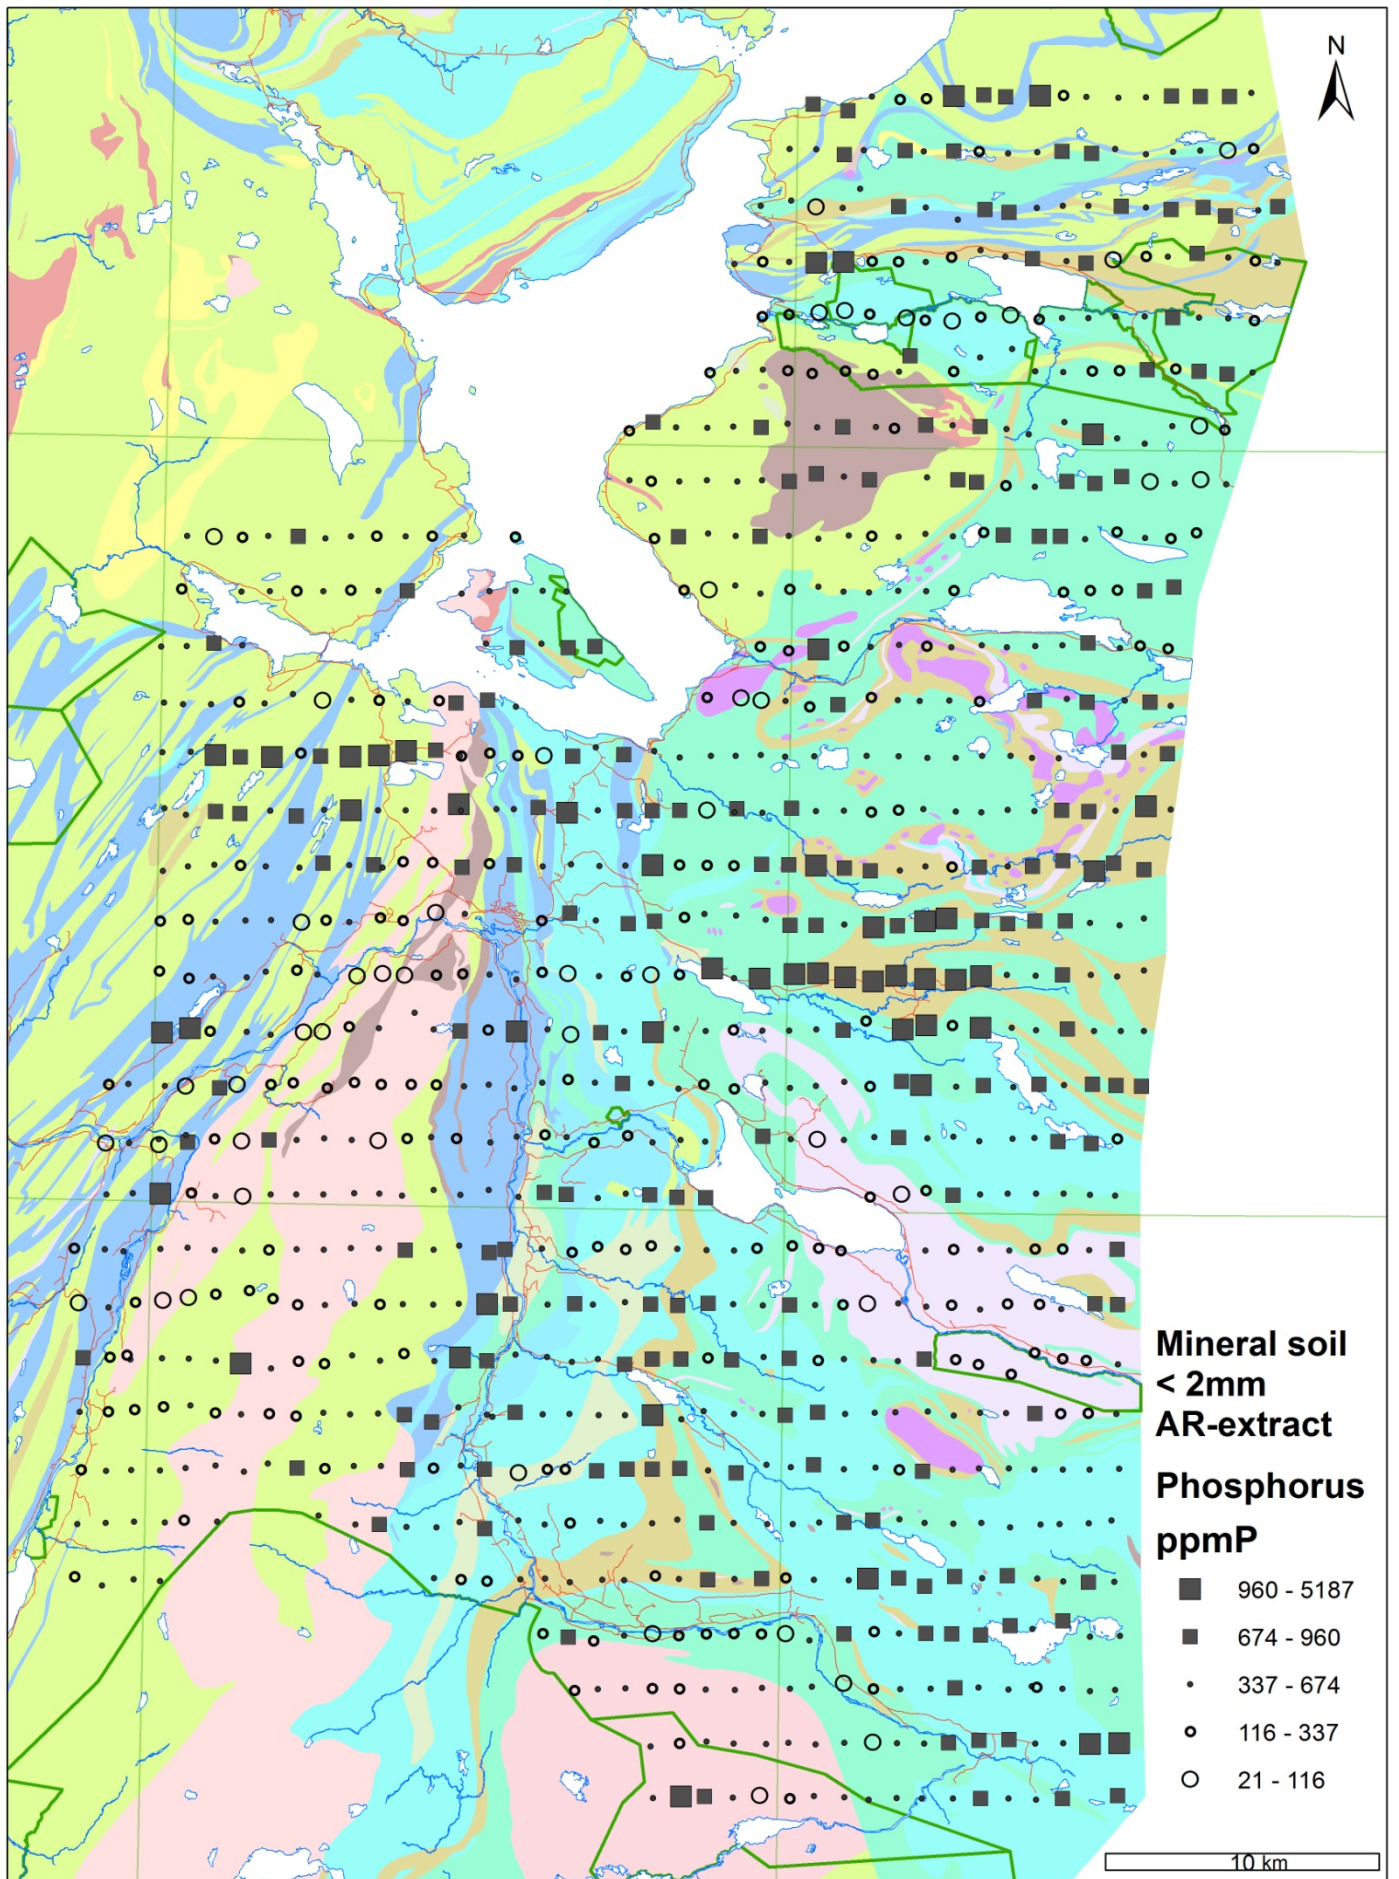 N
Mineral soil
< 2mm
AR-extract
Phosphorus
ppmP
960 - 5187
674 - 960
337 - 674
116 - 337
21 - 116
10 km